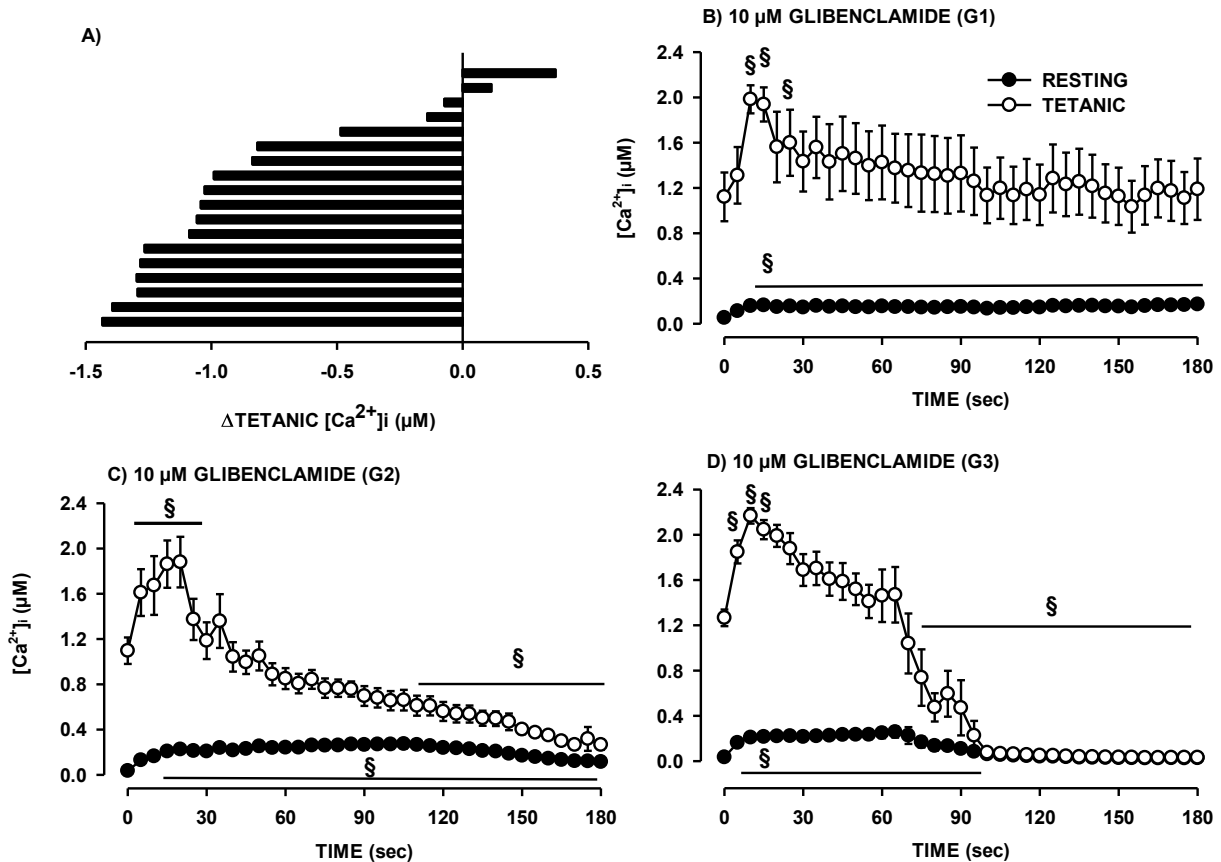 A)
-1.5 -1.0 -0.5 0.0 0.5
ΔTETANIC [Ca²⁺]i (µM)
B) 10 µM GLIBENCLAMIDE (G1)
2.4
2.0
1.6
1.2
0.8
0.4
0.0
[Ca²⁺]i (µM)
§ § §
RESTING
TETANIC
§
0 30 60 90 120 150 180
TIME (sec)
C) 10 µM GLIBENCLAMIDE (G2)
2.4
2.0
1.6
1.2
0.8
0.4
0.0
[Ca²⁺]i (µM)
§
§
§
0 30 60 90 120 150 180
TIME (sec)
D) 10 µM GLIBENCLAMIDE (G3)
2.4
2.0
1.6
1.2
0.8
0.4
0.0
§ § §
§
§
0 30 60 90 120 150 180
TIME (sec)